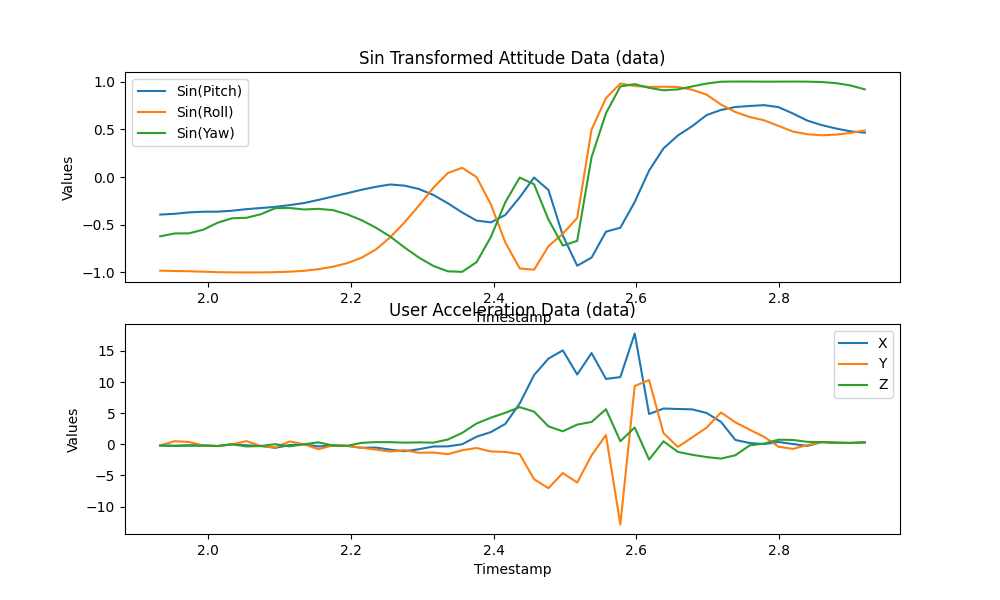 Sin Transformed Attitude Data (data)
1.0
0.5
0.0
−0.5
−1.0
Values
Sin(Pitch)
Sin(Roll)
Sin(Yaw)
2.0 2.2 2.4 2.6 2.8
Timestamp
User Acceleration Data (data)
15
10
5
0
−5
−10
Values
X
Y
Z
2.0 2.2 2.4 2.6 2.8
Timestamp